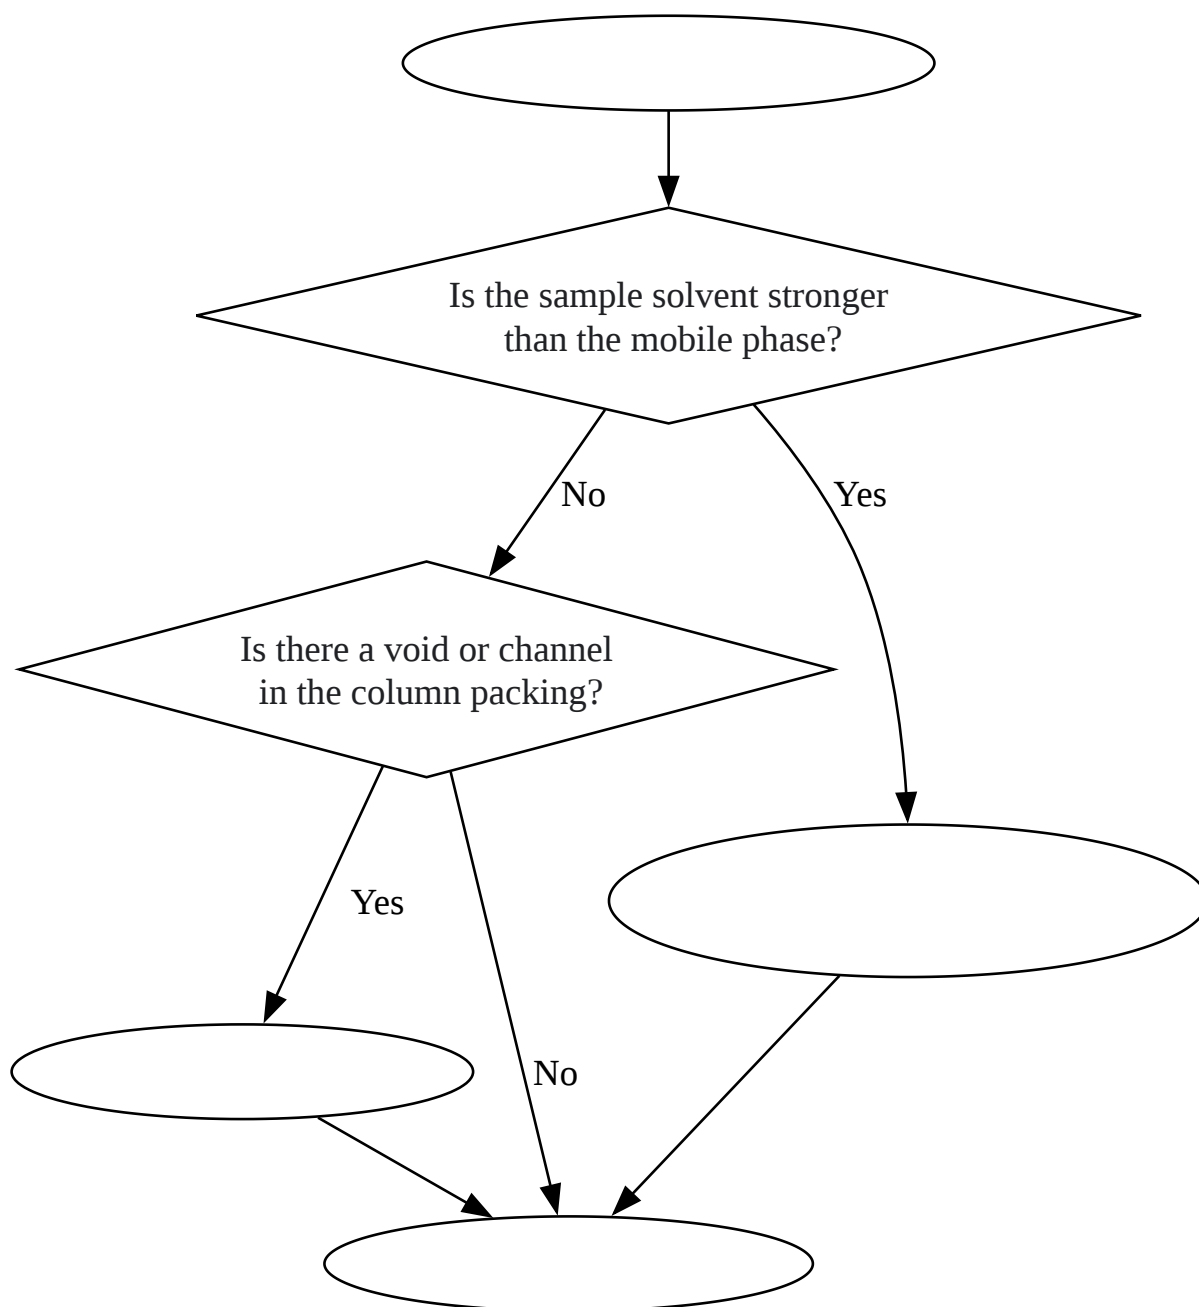 Is the sample solvent stronger
than the mobile phase?
No
Yes
Is there a void or channel
in the column packing?
Yes
No